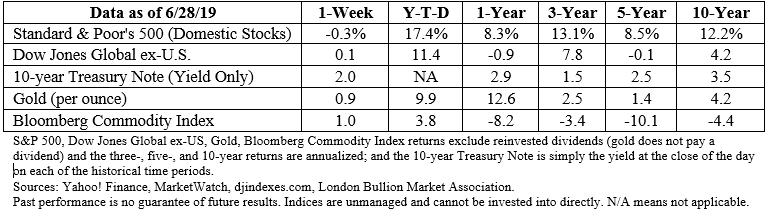 Data as of 6/28/19 1-Week Y-T-D 1-Year 3-Year 5-Year 10-Year
Standard & Poor's 500 (Domestic Stocks) -0.3% 17.4% 8.3% 13.1% 8.5% 12.2%
Dow Jones Global ex-U.S. 0.1 11.4 -0.9 7.8 -0.1 4.2
10-year Treasury Note (Yield Only) 2.0 NA 2.9 1.5 2.5 3.5
Gold (per ounce) 0.9 9.9 12.6 2.5 1.4 4.2
Bloomberg Commodity Index 1.0 3.8 -8.2 -3.4 -10.1 -4.4
S&P 500, Dow Jones Global ex-US, Gold, Bloomberg Commodity Index returns exclude reinvested dividends (gold does not pay a
dividend) and the three-, five-, and 10-year returns are annualized; and the 10-year Treasury Note is simply the yield at the close of the day
on each of the historical time periods.
Sources: Yahoo! Finance, MarketWatch, djindexes.com, London Bullion Market Association.
Past performance is no guarantee of future results. Indices are unmanaged and cannot be invested into directly. N/A means not applicable.